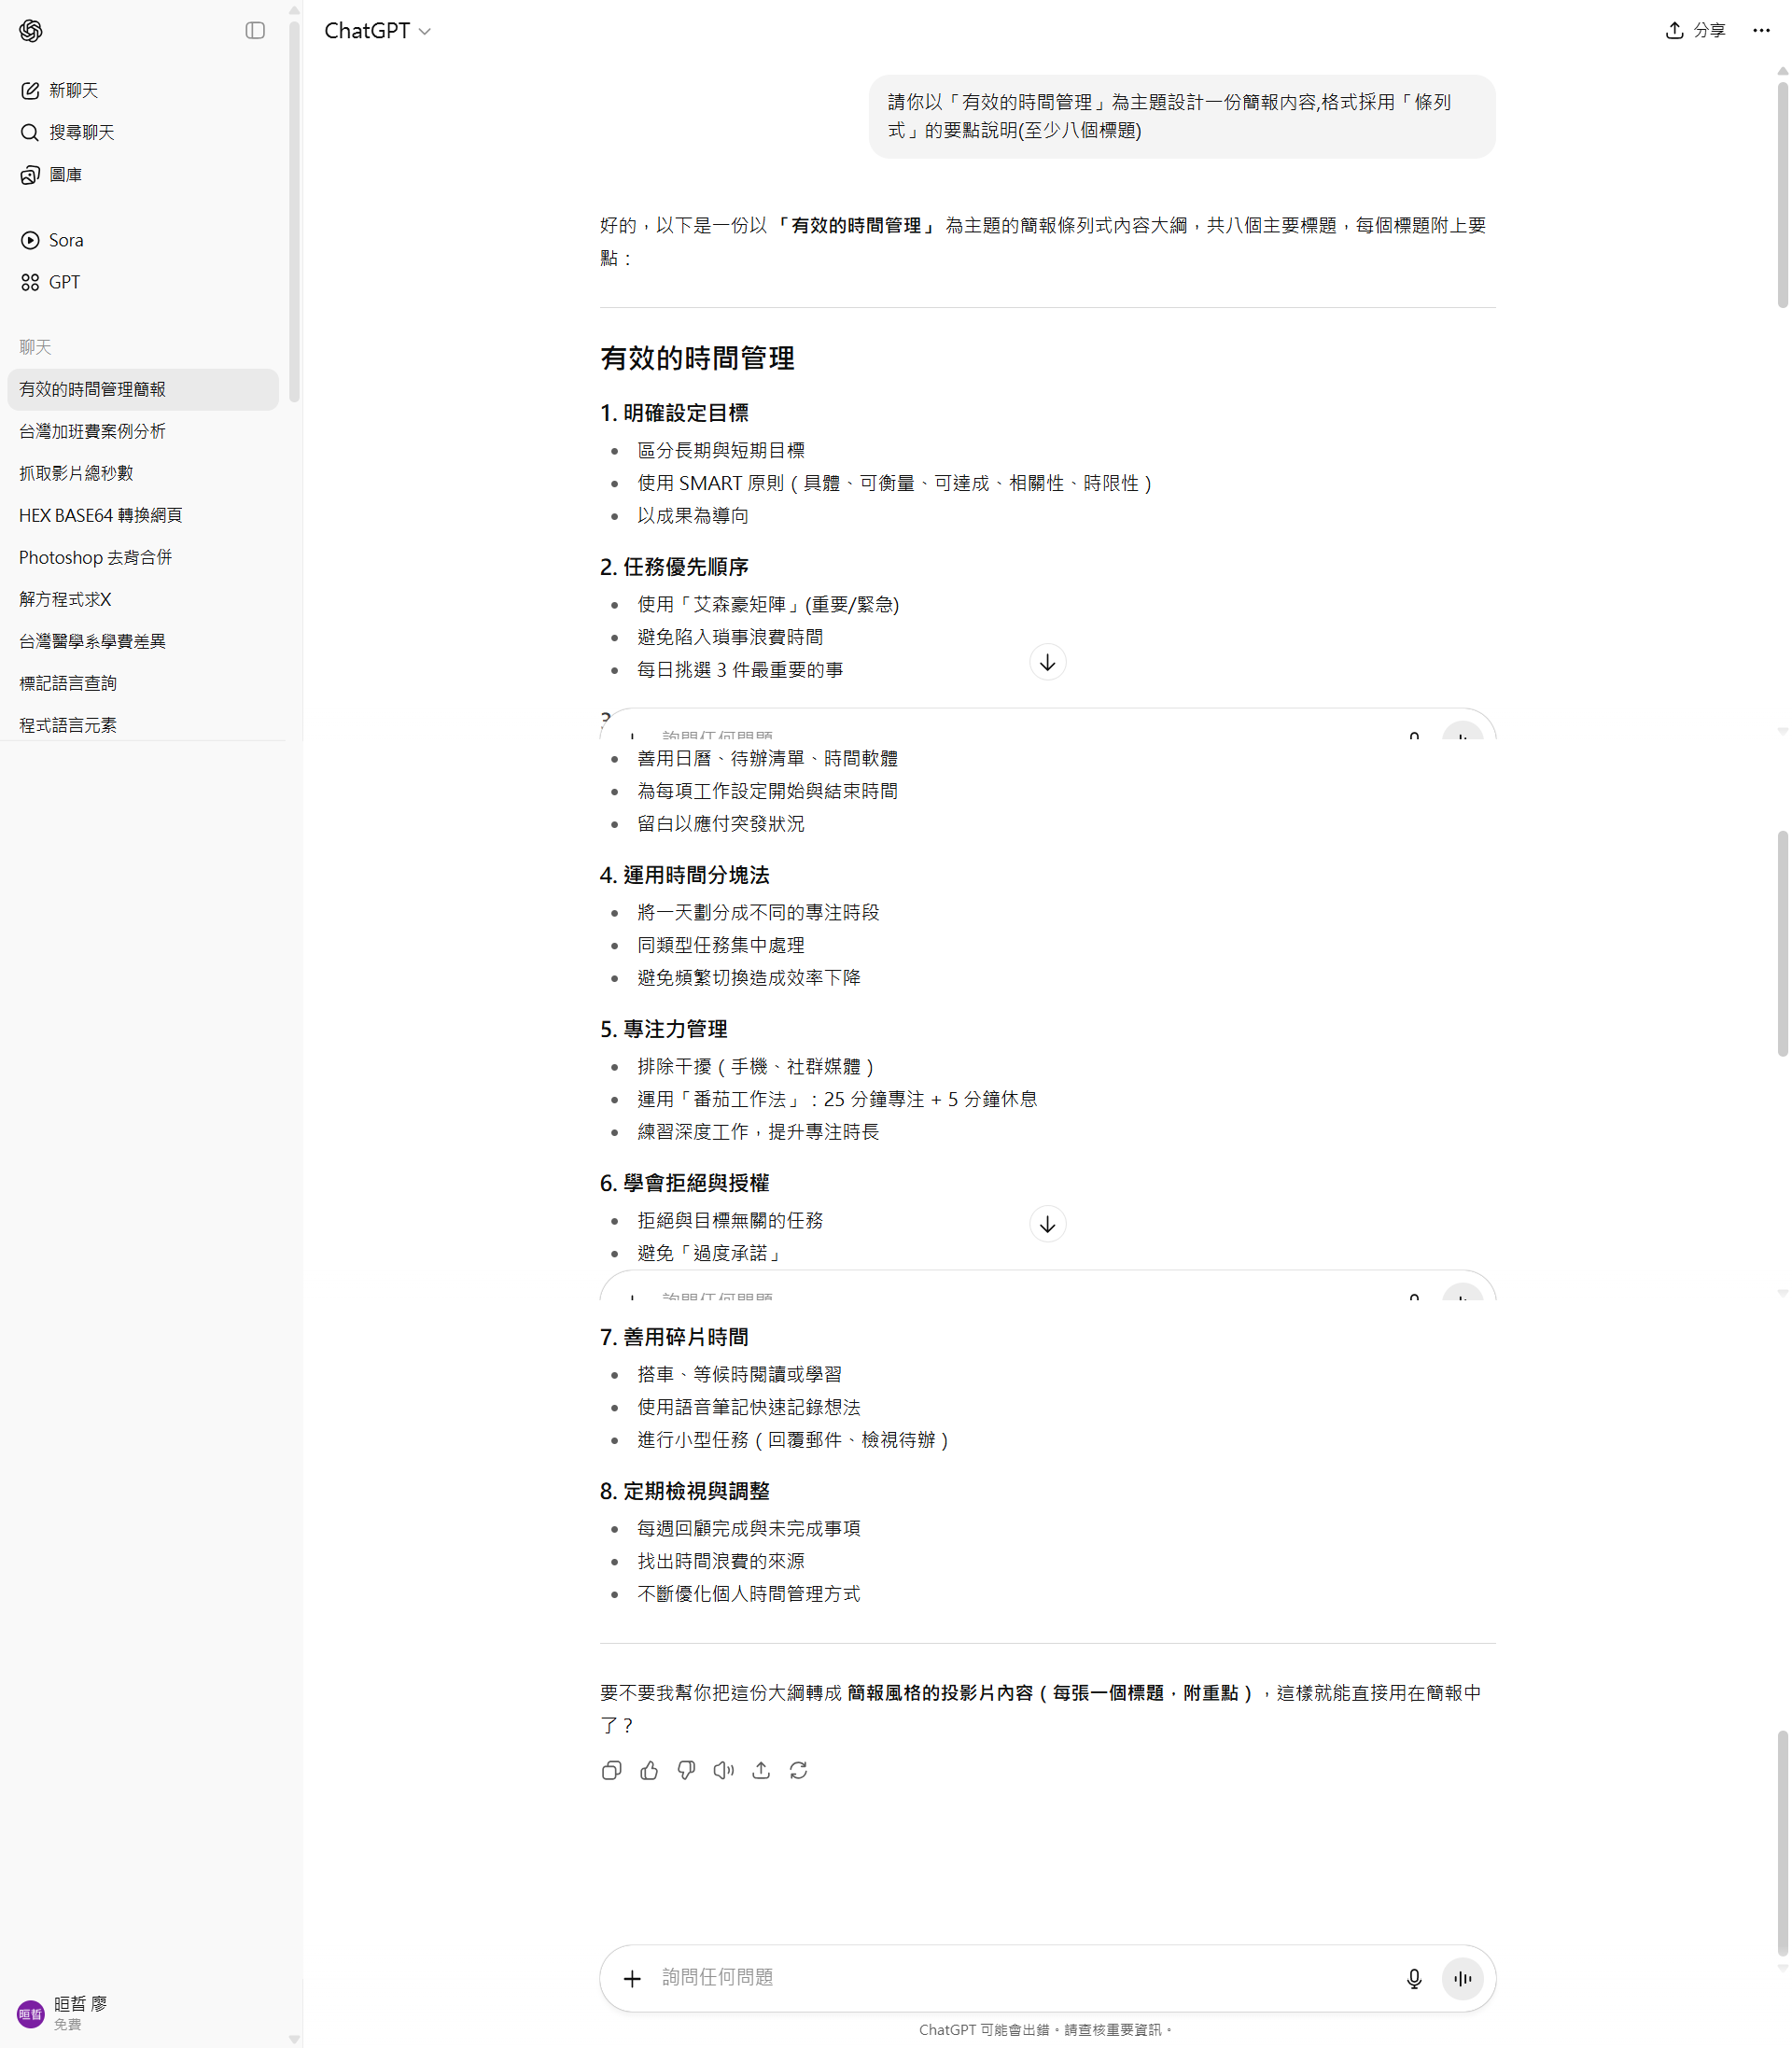 ChatGPT
分享
新聊天
搜尋聊天
圖庫
Sora
GPT
聊天
有效的時間管理簡報
台灣加班費案例分析
抓取影片總秒數
HEX BASE64 轉換網頁
Photoshop 去背合併
解方程式求X
台灣醫學系學費差異
標記語言查詢
程式語言元素
請你以「有效的時間管理」為主題設計一份簡報內容,格式採用「條列
式」的要點說明(至少八個標題)
好的，以下是一份以「有效的時間管理」為主題的簡報條列式內容大綱，共八個主要標題，每個標題附上要
點：
有效的時間管理
1. 明確設定目標
• 區分長期與短期目標
• 使用 SMART 原則（具體、可衡量、可達成、相關性、時限性）
• 以成果為導向
2. 任務優先順序
• 使用「艾森豪矩陣」(重要/緊急)
• 避免陷入瑣事浪費時間
• 每日挑選 3 件最重要的事
• 善用日曆、待辦清單、時間軟體
• 為每項工作設定開始與結束時間
• 留白以應付突發狀況
4. 運用時間分塊法
• 將一天劃分成不同的專注時段
• 同類型任務集中處理
• 避免頻繁切換造成效率下降
5. 專注力管理
• 排除干擾（手機、社群媒體）
• 運用「番茄工作法」：25 分鐘專注 + 5 分鐘休息
• 練習深度工作，提升專注時長
6. 學會拒絕與授權
• 拒絕與目標無關的任務
• 避免「過度承諾」
7. 善用碎片時間
• 搭車、等候時閱讀或學習
• 使用語音筆記快速記錄想法
• 進行小型任務（回覆郵件、檢視待辦）
8. 定期檢視與調整
• 每週回顧完成與未完成事項
• 找出時間浪費的來源
• 不斷優化個人時間管理方式
要不要我幫你把這份大綱轉成 簡報風格的投影片內容（每張一個標題．附重點），這樣就能直接用在簡報中
了？
詢問任何問題
ChatGPT 可能會出錯。請查核重要資訊。
晅晢
晅晢 廖
免費